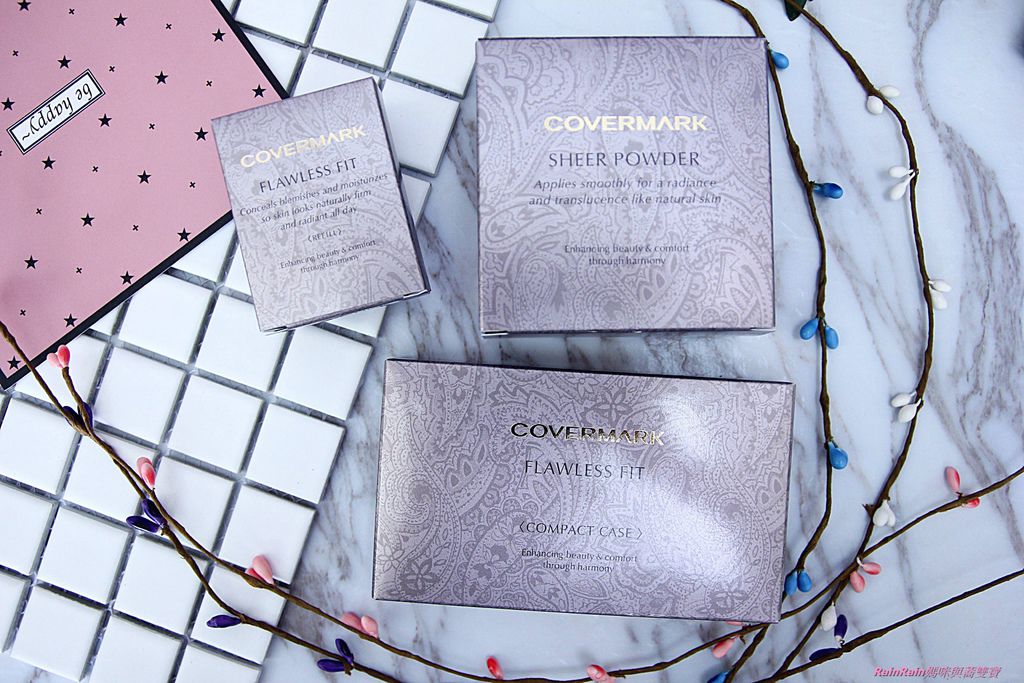 be happy~
COVERMARK
FLAWLESS FIT
Conceals blemishes and moisturizes
so skin looks naturally firm
and radiant all day
〈REFILL〉
Enhancing beauty & comfort
through harmony
COVERMARK
SHEER POWDER
Applies smoothly for a radiance
and translucence like natural skin
Enhancing beauty & comfort
through harmony
COVERMARK
FLAWLESS FIT
〈COMPACT CASE〉
Enhancing beauty & comfort
through harmony
RainRain媽咪與蕎雙寶